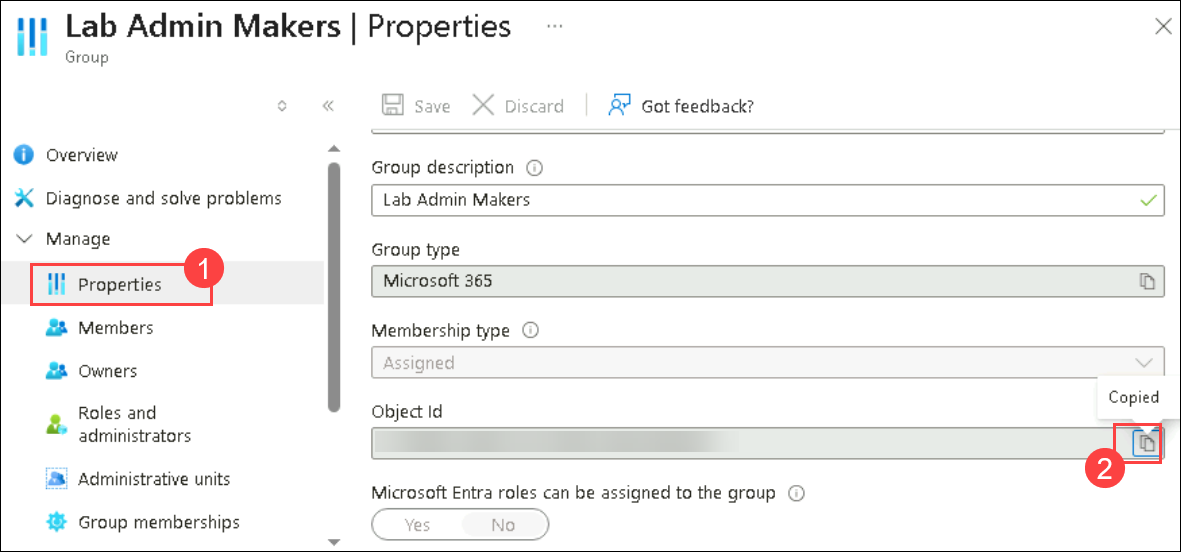 Lab Admin Makers | Properties ...
Group
Save Discard Got feedback?
Overview
Diagnose and solve problems
Manage
Properties 1
Members
Owners
Roles and
administrators
Administrative units
Group memberships
Group description
Lab Admin Makers
Group type
Microsoft 365
Membership type
Assigned
Copied
Object Id
2
Microsoft Entra roles can be assigned to the group
Yes No